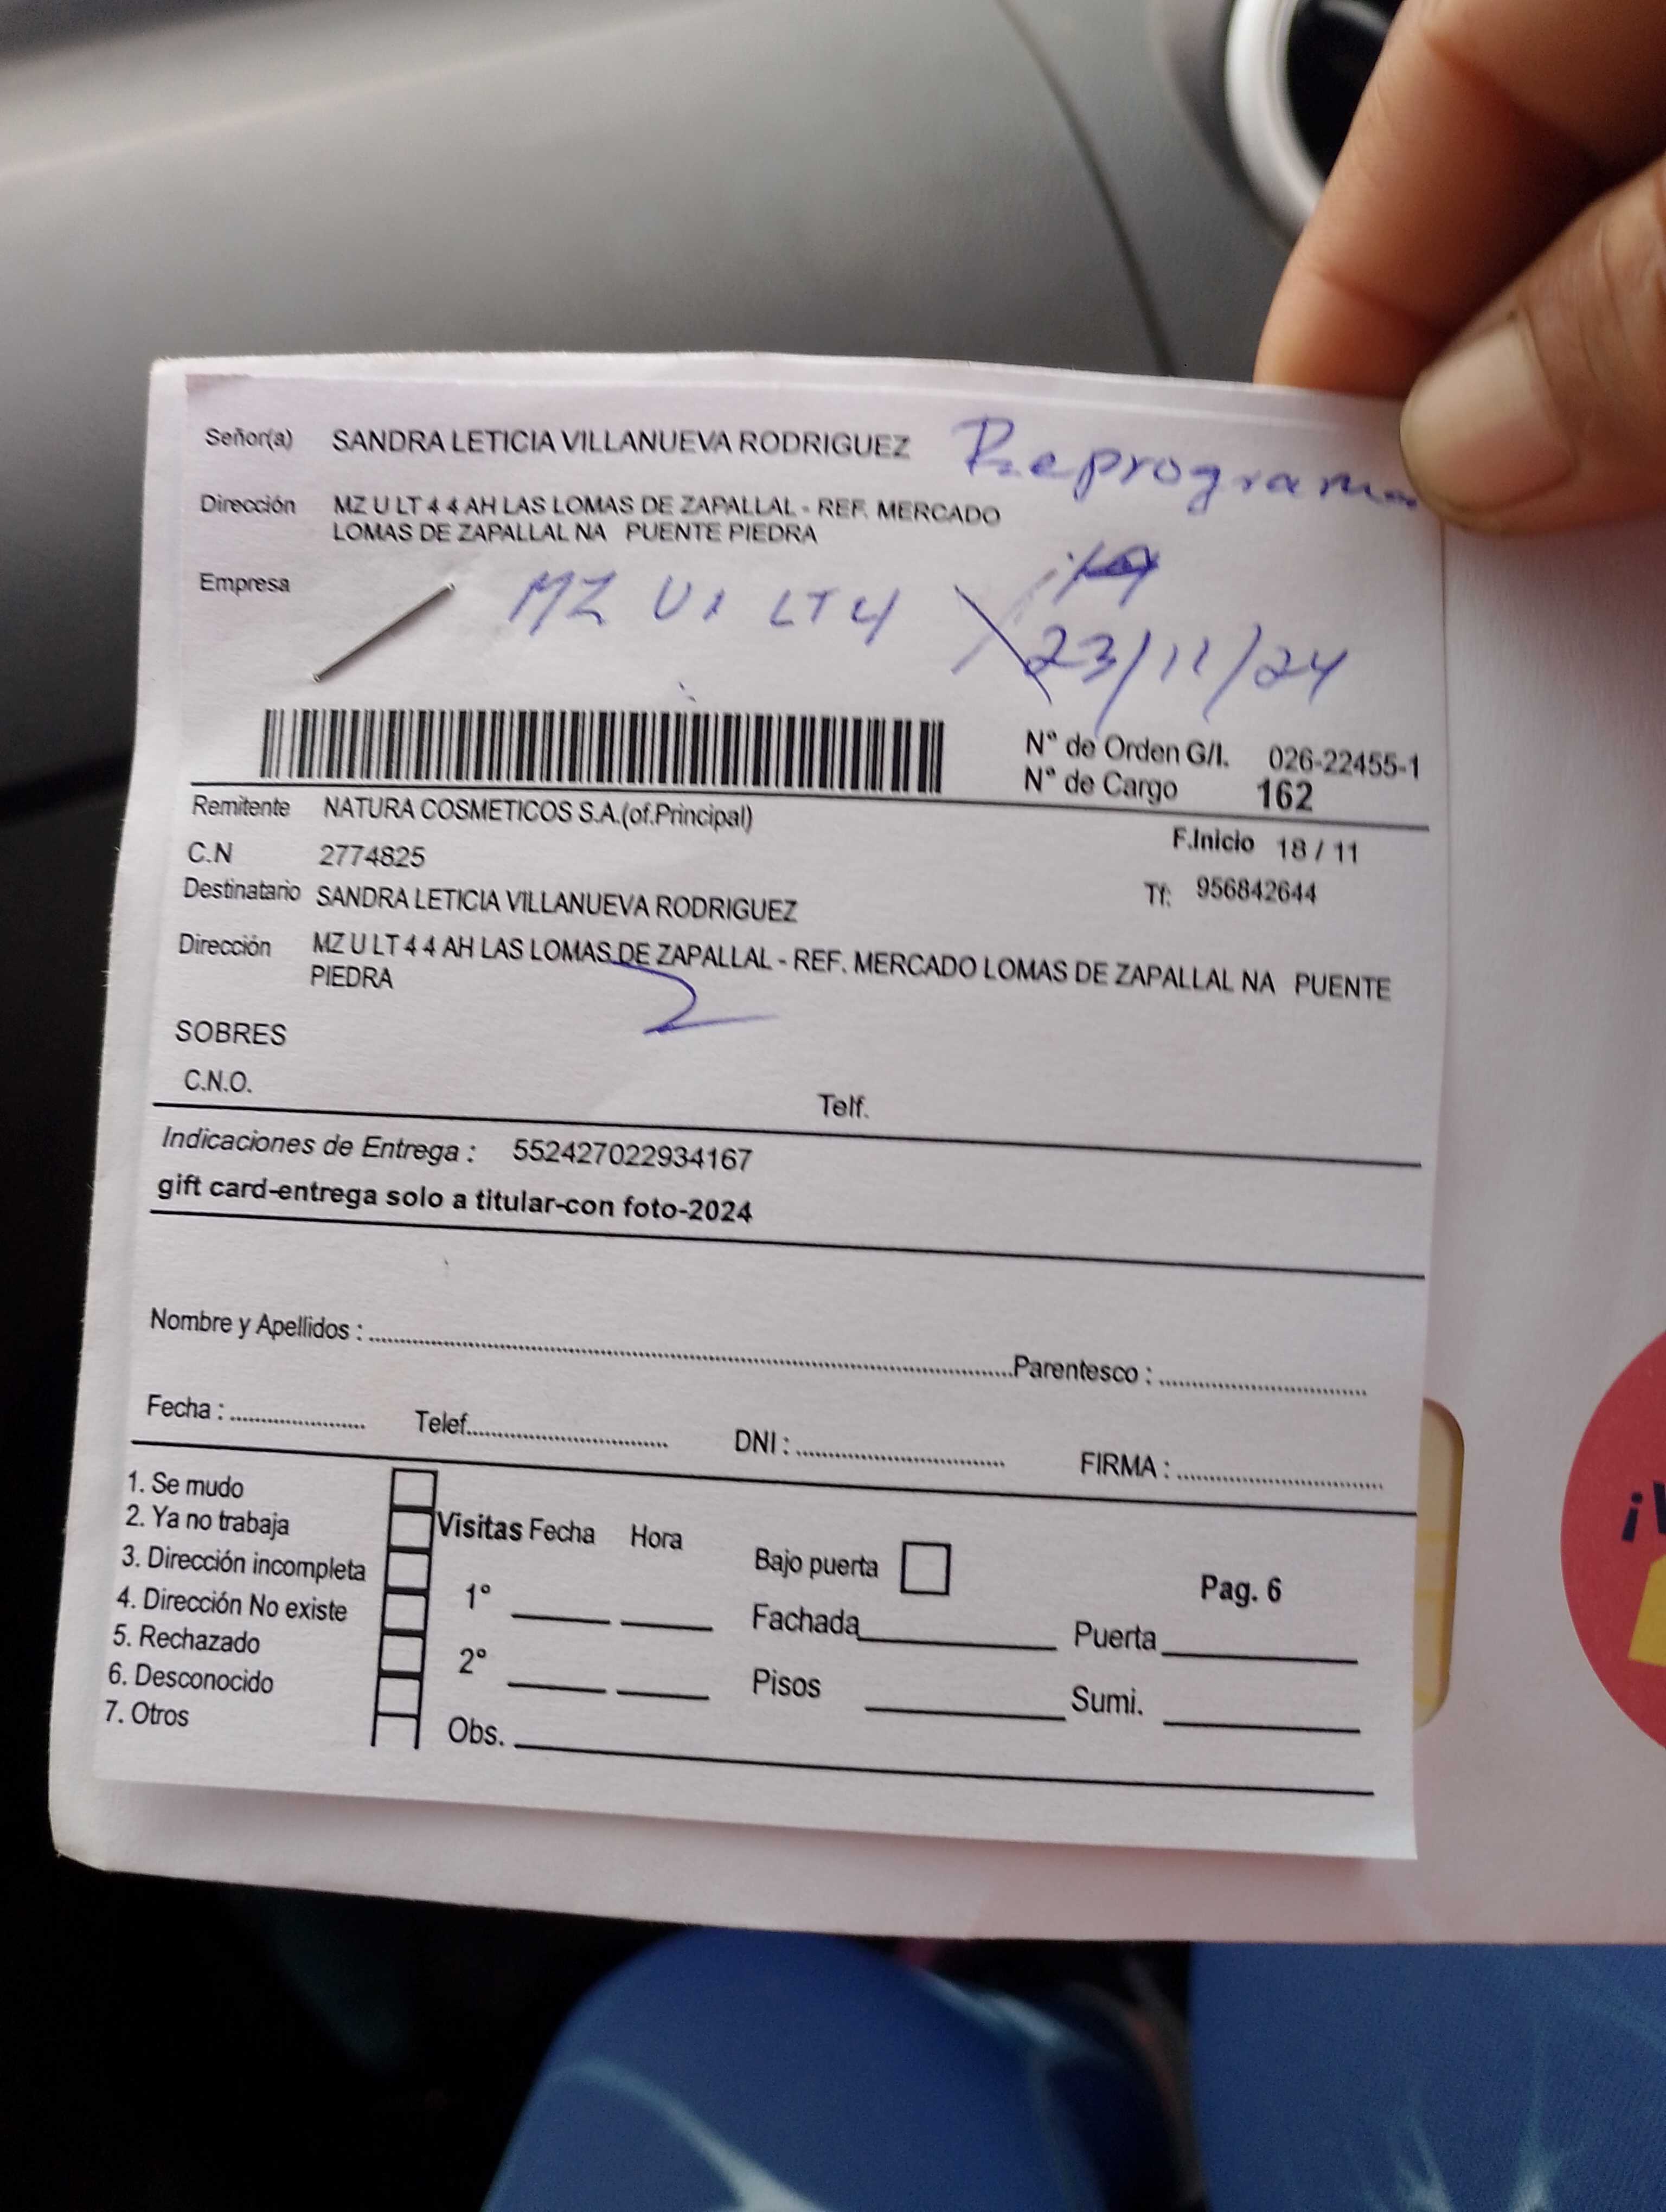 Señor(a) SANDRA LETICIA VILLANUEVA RODRIGUEZ
Dirección MZ U LT 4 4 AH LAS LOMAS DE ZAPALLAL - REF. MERCADO
LOMAS DE ZAPALLAL NA PUENTE PIEDRA
Empresa
MZ LT 4
23/11/24
N° de Orden G/I. 026-22455-1
N° de Cargo 162
Remitente NATURA COSMETICOS S.A.(of.Principal)
F.Inicio 18 / 11
C.N 2774825
Tf: 956842644
Destinatario SANDRA LETICIA VILLANUEVA RODRIGUEZ
Dirección MZ U LT 4 4 AH LAS LOMAS DE ZAPALLAL - REF. MERCADO LOMAS DE ZAPALLAL NA PUENTE
PIEDRA
2
SOBRES
C.N.O. Telf.
Indicaciones de Entrega : 552427022934167
gift card-entrega solo a titular-con foto-2024
Nombre y Apellidos : Parentesco :
Fecha : Telef. DNI : FIRMA :
1. Se mudo
2. Ya no trabaja
3. Dirección incompleta
4. Dirección No existe
5. Rechazado
6. Desconocido
7. Otros
Visitas Fecha Hora
1°
2°
Obs.
Bajo puerta
Fachada Puerta
Pisos Sumi.
Pag. 6